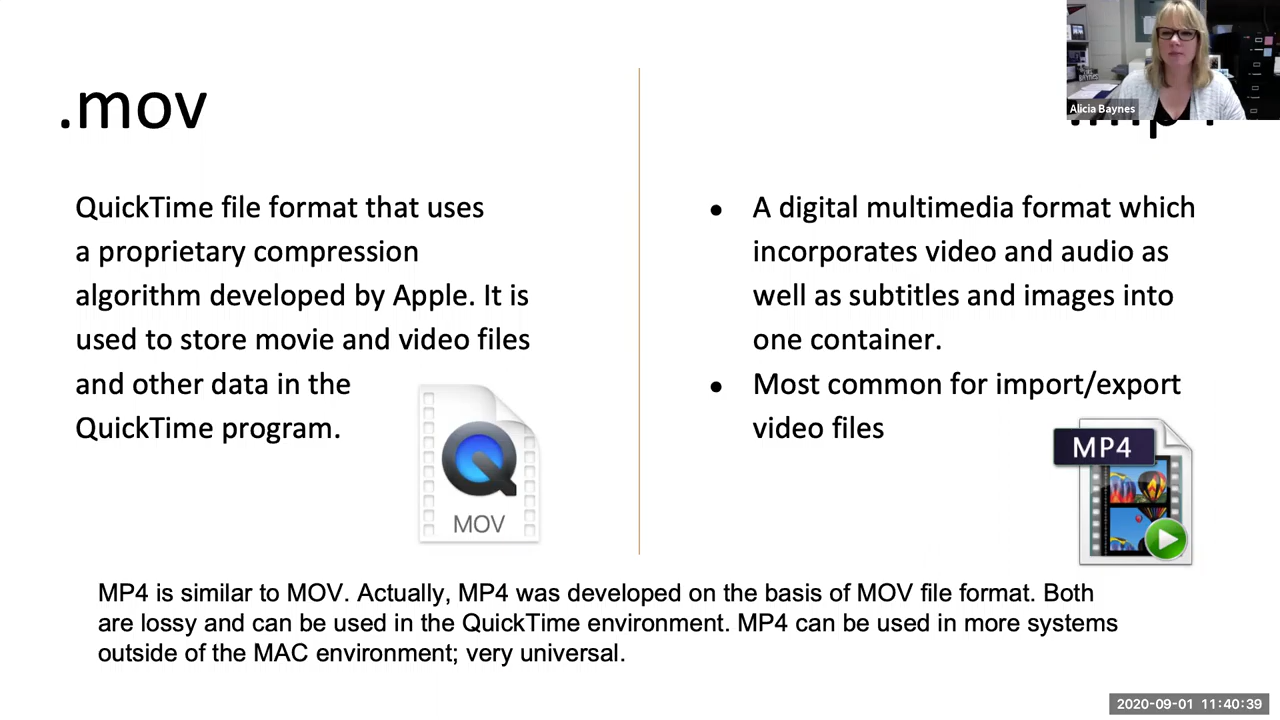 .mov
QuickTime file format that uses
a proprietary compression
algorithm developed by Apple. It is
used to store movie and video files
and other data in the
QuickTime program.
MOV
Alicia Baynes
● A digital multimedia format which
incorporates video and audio as
well as subtitles and images into
one container.
● Most common for import/export
video files
MP4
MP4 is similar to MOV. Actually, MP4 was developed on the basis of MOV file format. Both
are lossy and can be used in the QuickTime environment. MP4 can be used in more systems
outside of the MAC environment; very universal.
2020-09-01 11:40:39